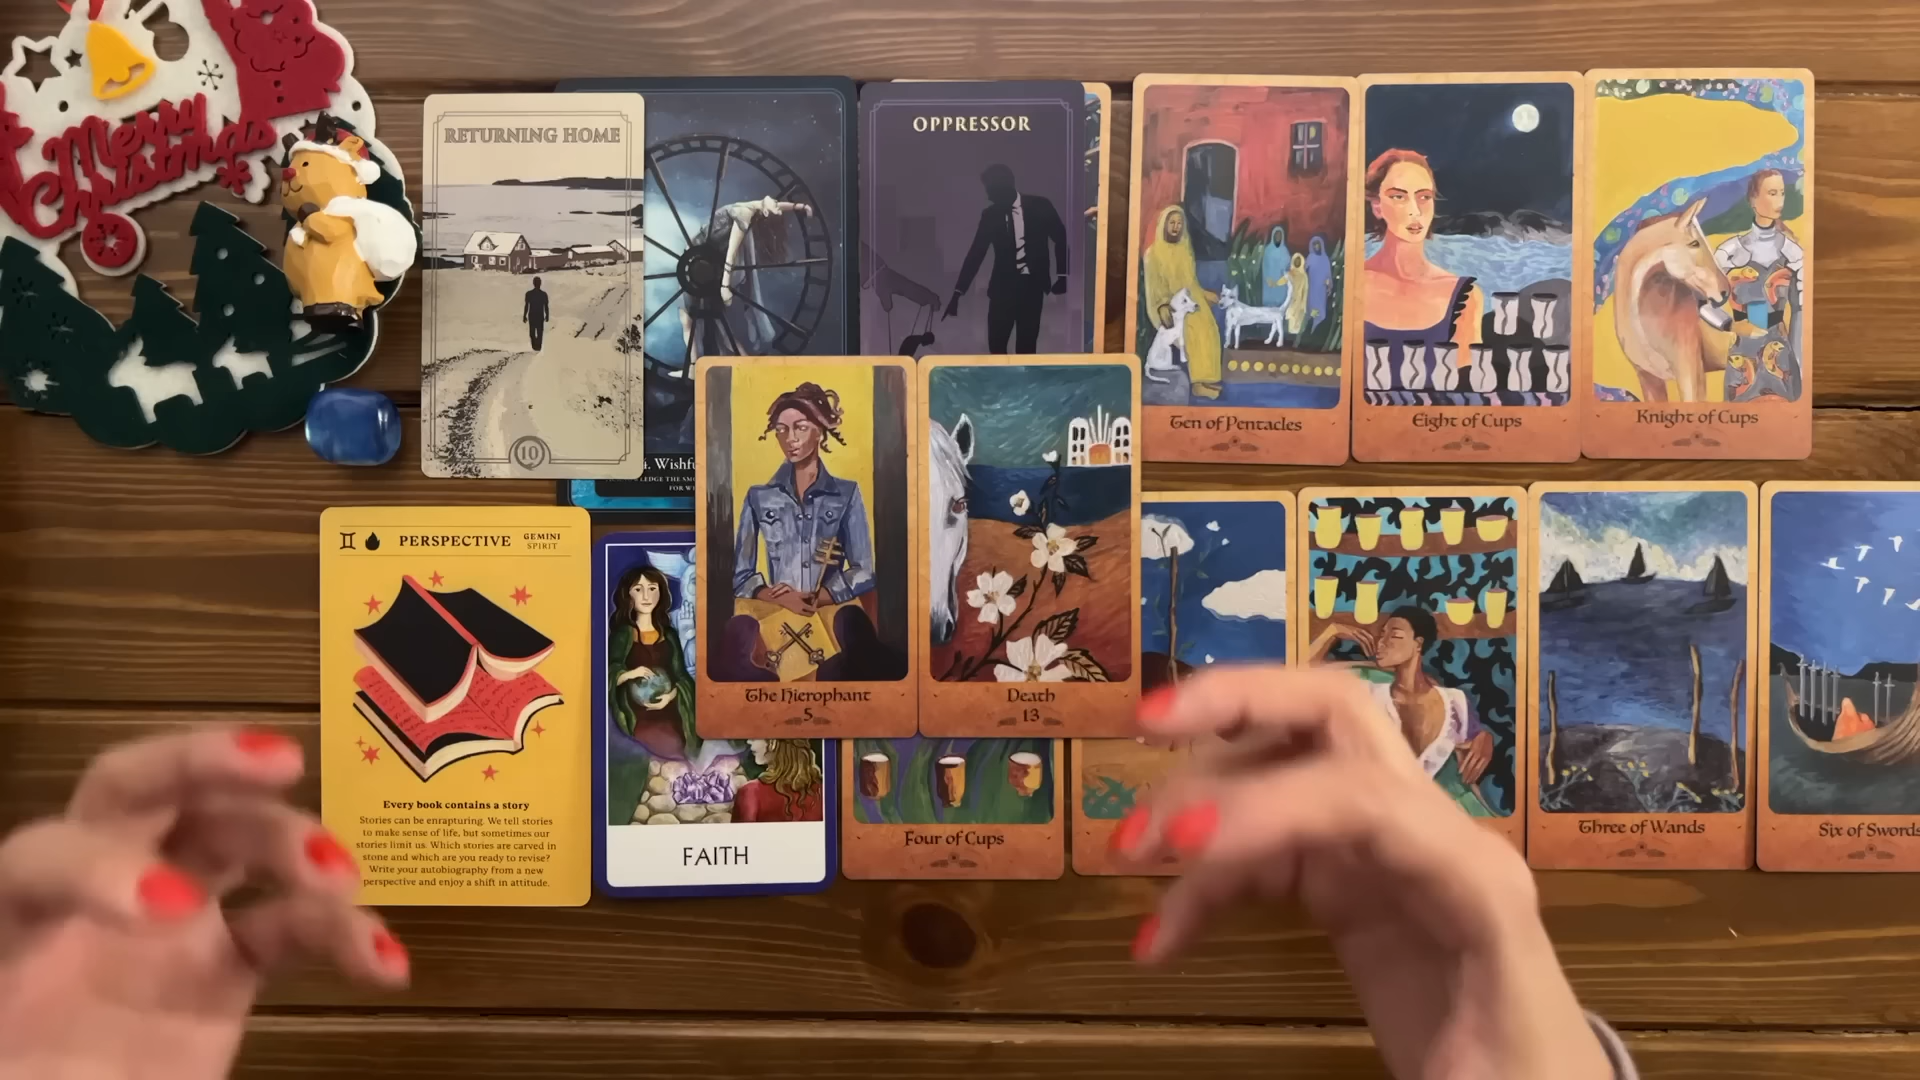 Merry
Christmas
RETURNING HOME
10
OPPRESSOR
Ten of Pentacles
Eight of Cups
Knight of Cups
The Hierophant
5
Death
13
PERSPECTIVE
GEMINI
SPIRIT
Every book contains a story
Stories can be enrapturing. We tell stories
to make sense of life, but sometimes our
stories limit us. Which stories are carved in
stone and which are you ready to revise?
Write your autobiography from a new
perspective and enjoy a shift in attitude.
FAITH
Four of Cups
Three of Wands
Six of Swords